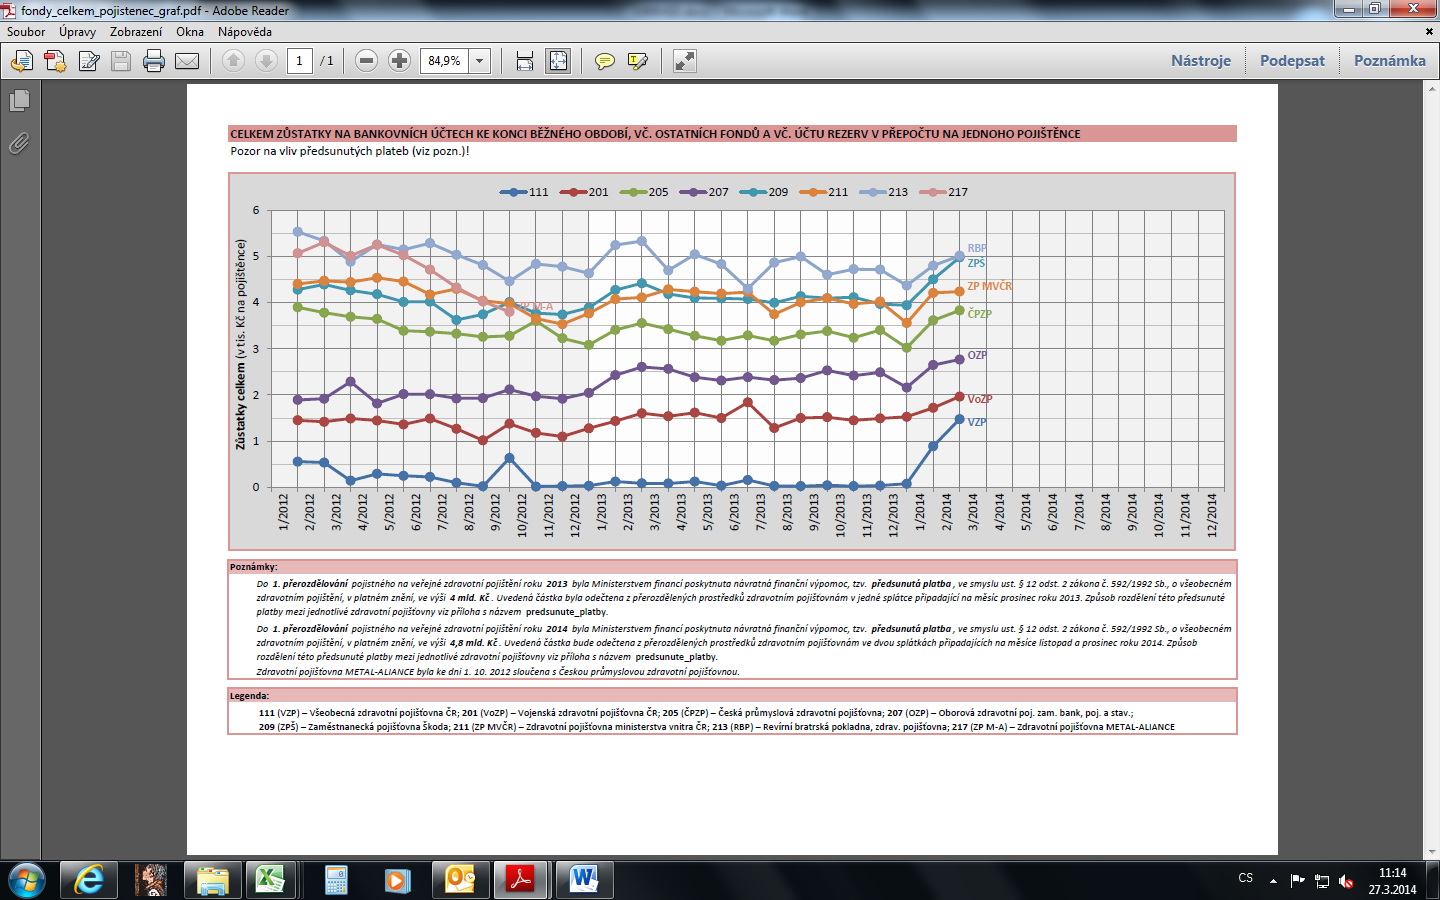 fondy_celkem_pojistenec_graf.pdf - Adobe Reader
Soubor Úpravy Zobrazení Okna Nápověda
1 / 1 84,9% Nástroje Podepsat Poznámka
CELKEM ZŮSTATKY NA BANKOVNÍCH ÚČTECH KE KONCI BĚŽNÉHO OBDOBÍ, VČ. OSTATNÍCH FONDŮ A VČ. ÚČTU REZERV V PŘEPOČTU NA JEDNOHO POJIŠTĚNCE
Pozor na vliv předsunutých plateb (viz pozn.)!
111 201 205 207 209 211 213 217
Zůstatky celkem (v tis. Kč na pojištěnce)
6
5
4
3
2
1
0
RBP
ZPŠ
ZP MVČR
ZP M-A
ČPZP
OZP
VoZP
VZP
1/2012 2/2012 3/2012 4/2012 5/2012 6/2012 7/2012 8/2012 9/2012 10/2012 11/2012 12/2012 1/2013 2/2013 3/2013 4/2013 5/2013 6/2013 7/2013 8/2013 9/2013 10/2013 11/2013 12/2013 1/2014 2/2014 3/2014 4/2014 5/2014 6/2014 7/2014 8/2014 9/2014 10/2014 11/2014 12/2014
Poznámky:
Do 1. přerozdělování pojistného na veřejné zdravotní pojištění roku 2013 byla Ministerstvem financí poskytnuta návratná finanční výpomoc, tzv. předsunutá platba, ve smyslu ust. § 12 odst. 2 zákona č. 592/1992 Sb., o všeobecném
zdravotním pojištění, v platném znění, ve výši 4 mld. Kč. Uvedená částka byla odečtena z přerozdělených prostředků zdravotním pojišťovnám v jedné splátce připadající na měsíc prosinec roku 2013. Způsob rozdělení této předsunuté
platby mezi jednotlivé zdravotní pojišťovny viz příloha s názvem predsunute_platby.
Do 1. přerozdělování pojistného na veřejné zdravotní pojištění roku 2014 byla Ministerstvem financí poskytnuta návratná finanční výpomoc, tzv. předsunutá platba, ve smyslu ust. § 12 odst. 2 zákona č. 592/1992 Sb., o všeobecném
zdravotním pojištění, v platném znění, ve výši 4,8 mld. Kč. Uvedená částka bude odečtena z přerozdělených prostředků zdravotním pojišťovnám ve dvou splátkách připadajících na měsíce listopad a prosinec roku 2014. Způsob
rozdělení této předsunuté platby mezi jednotlivé zdravotní pojišťovny viz příloha s názvem predsunute_platby.
Zdravotní pojišťovna METAL-ALIANCE byla ke dni 1. 10. 2012 sloučena s Českou průmyslovou zdravotní pojišťovnou.
Legenda:
111 (VZP) – Všeobecná zdravotní pojišťovna ČR; 201 (VoZP) – Vojenská zdravotní pojišťovna ČR; 205 (ČPZP) – Česká průmyslová zdravotní pojišťovna; 207 (OZP) – Oborová zdravotní poj. zam. bank, poj. a stav.;
209 (ZPŠ) – Zaměstnanecká pojišťovna Škoda; 211 (ZP MVČR) – Zdravotní pojišťovna ministerstva vnitra ČR; 213 (RBP) – Revírní bratrská pokladna, zdrav. pojišťovna; 217 (ZP M-A) – Zdravotní pojišťovna METAL-ALIANCE
CS 11:14
27.3.2014